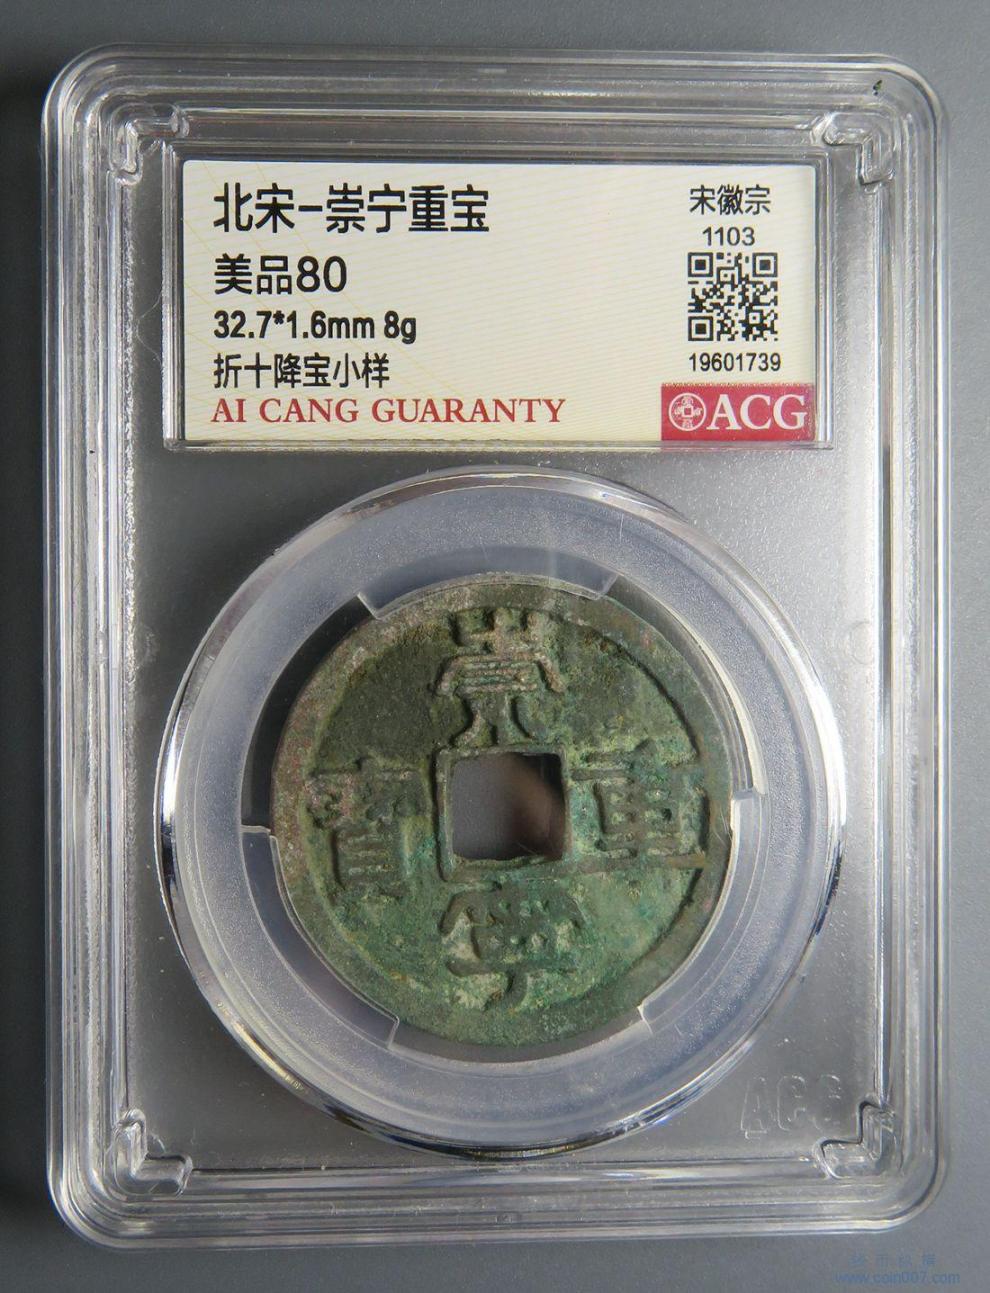 北宋-崇宁重宝
美品80
32.7*1.6mm 8g
折十降宝小样
AI CANG GUARANTY
宋徽宗
1103
19601739
ACG
崇
寶 重
寧
ACG
www.coin007.com